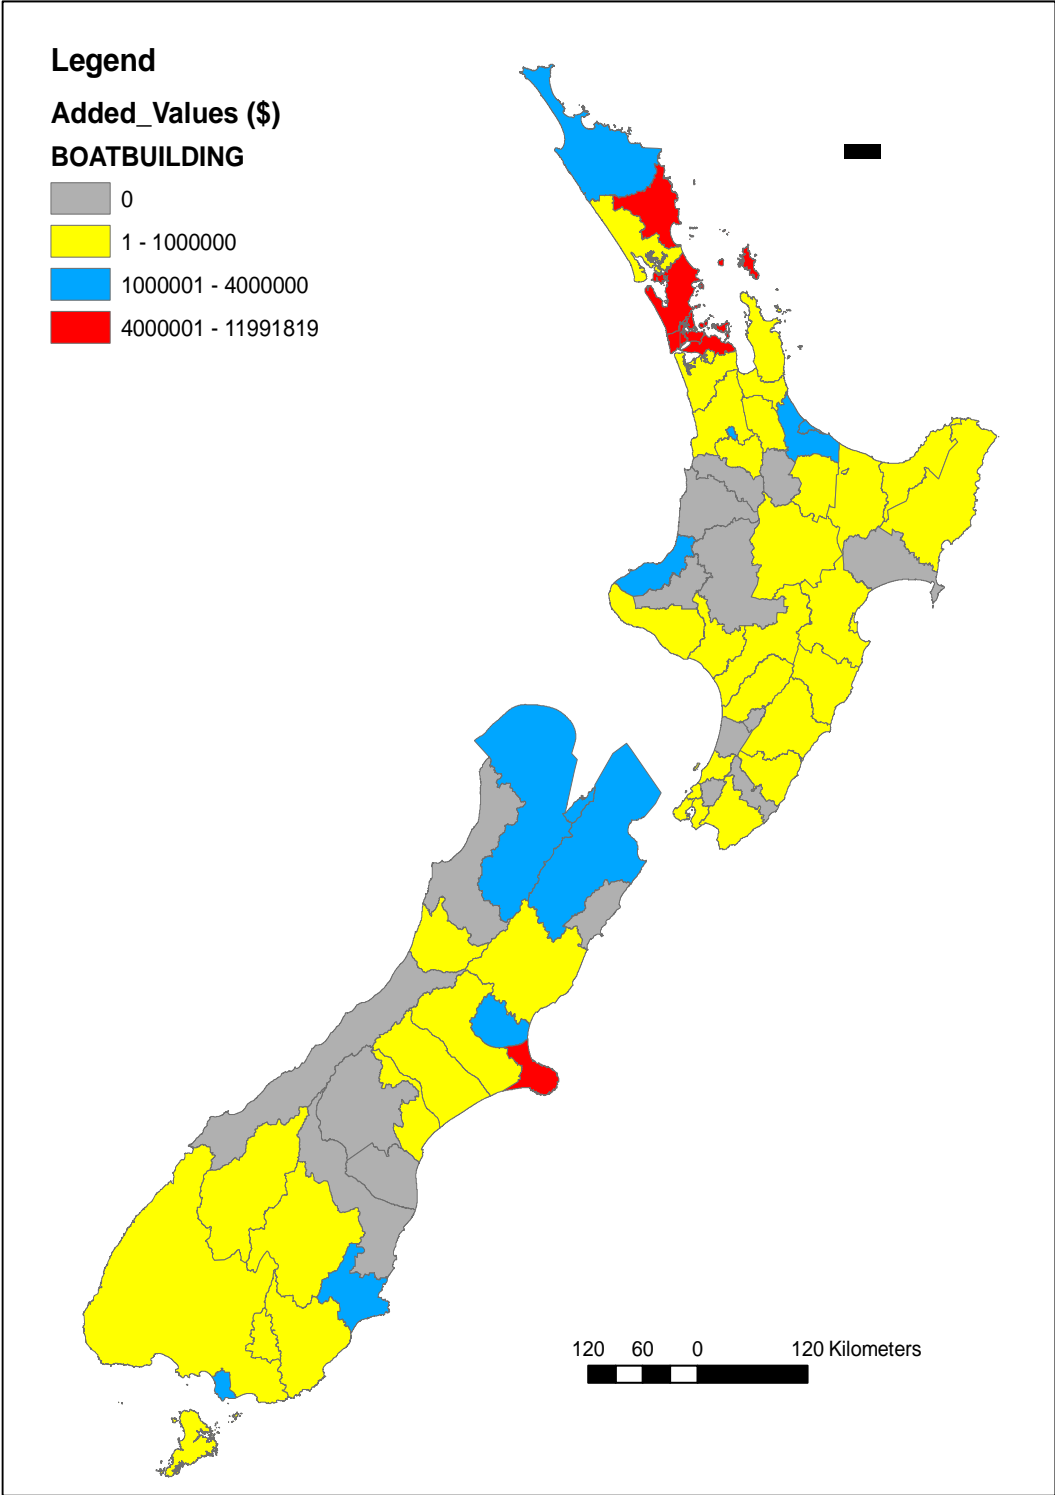 Legend
Added_Values ($)
BOATBUILDING
0
1 - 1000000
1000001 - 4000000
4000001 - 11991819
120 60 0 120 Kilometers